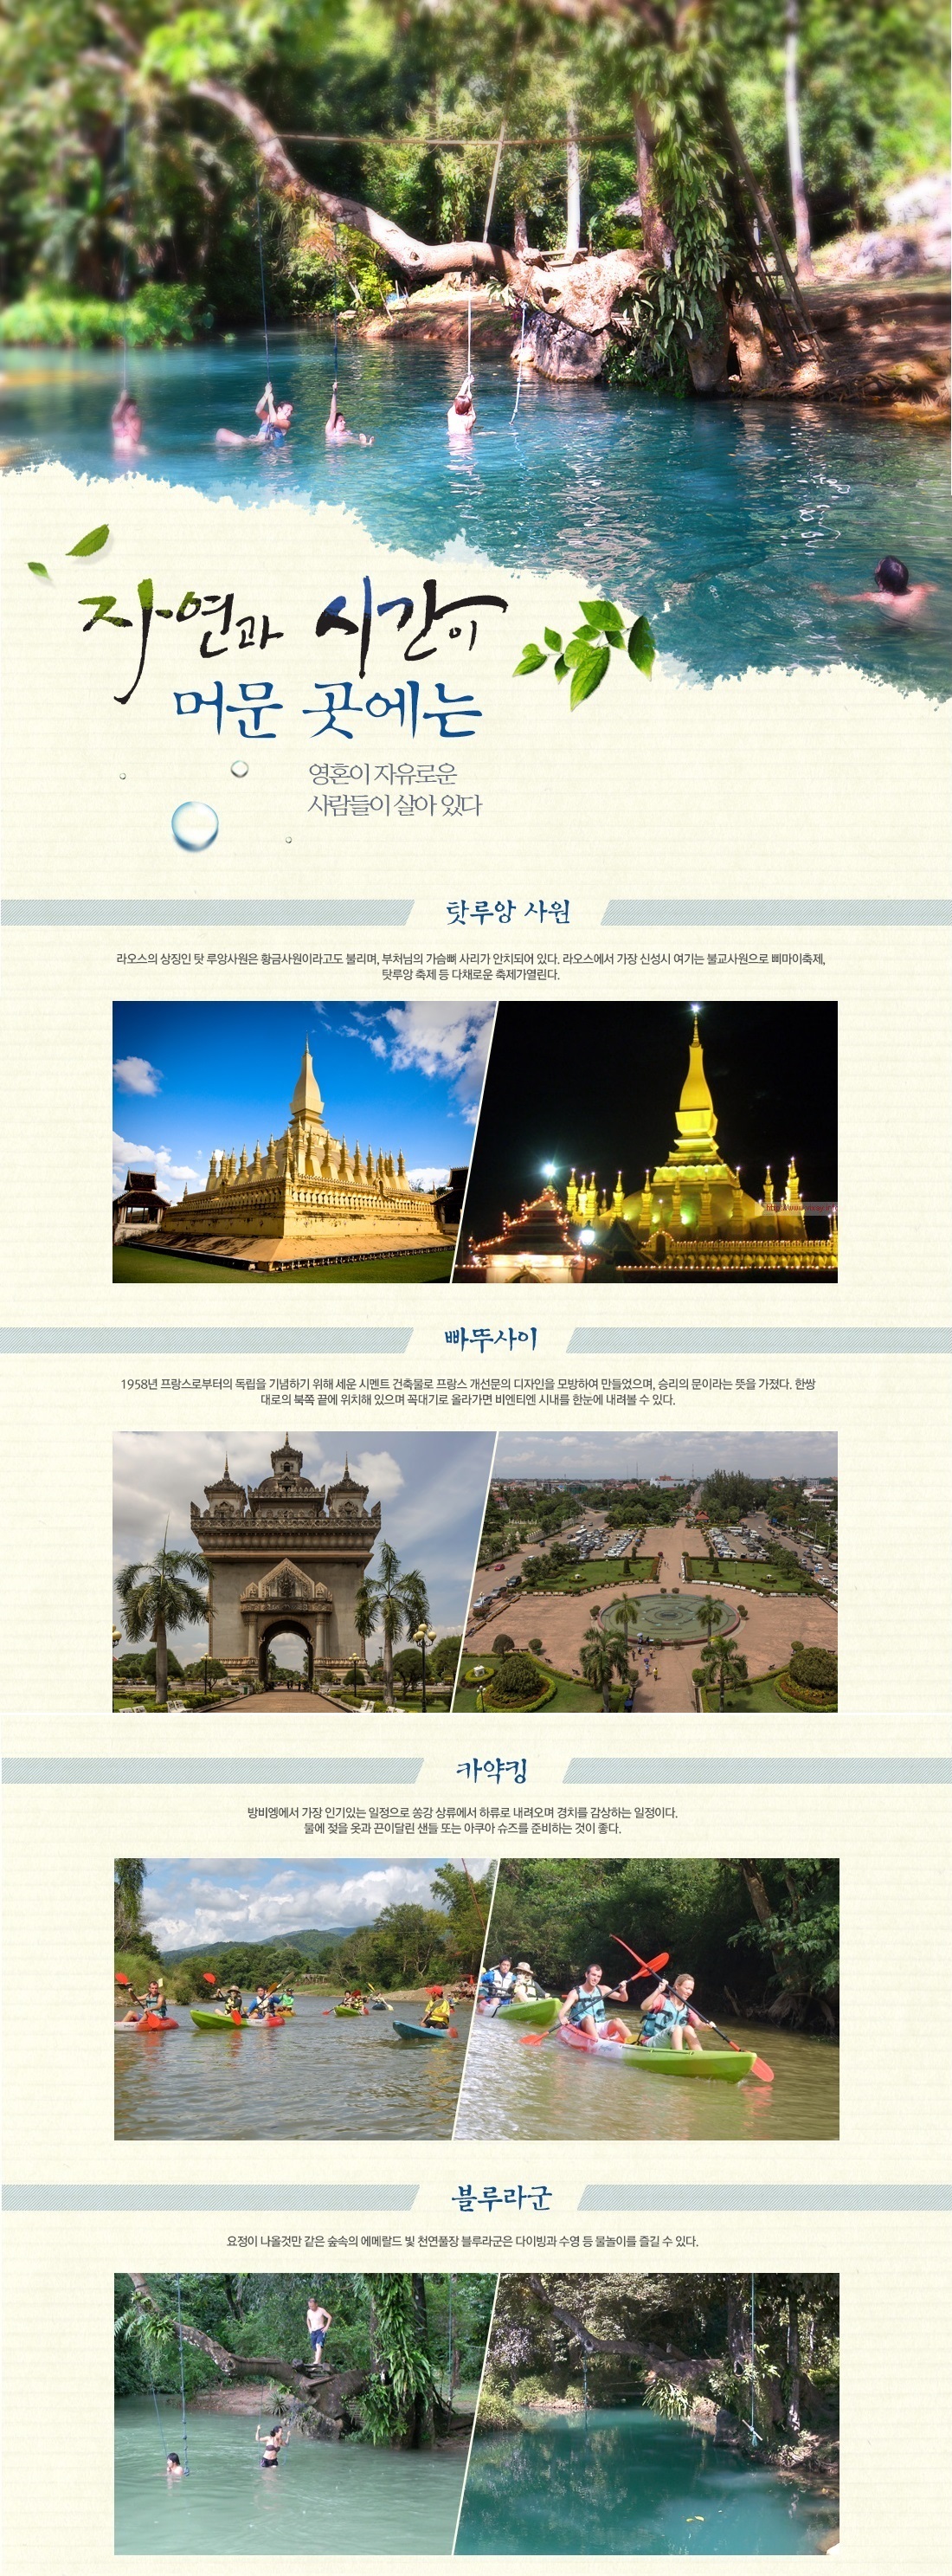 자연과 시간이
머문 곳에는
영혼이 자유로운
사람들이 살아 있다
탓루앙 사원
라오스의 상징인 탓 루앙사원은 황금사원이라고도 불리며, 부처님의 가슴뼈 사리가 안치되어 있다. 라오스에서 가장 신성시 여기는 불교사원으로 삐마이축제,
탓루앙 축제 등 다채로운 축제가열린다.
빠뚜사이
1958년 프랑스로부터의 독립을 기념하기 위해 세운 시멘트 건축물로 프랑스 개선문의 디자인을 모방하여 만들었으며, 승리의 문이라는 뜻을 가졌다. 한쌍
대로의 북쪽 끝에 위치해 있으며 꼭대기로 올라가면 비엔티엔 시내를 한눈에 내려볼 수 있다.
카약킹
방비엥에서 가장 인기있는 일정으로 쏭강 상류에서 하류로 내려오며 경치를 감상하는 일정이다.
물에 젖을 옷과 끈이달린 샌들 또는 아쿠아 슈즈를 준비하는 것이 좋다.
블루라군
요정이 나올것만 같은 숲속의 에메랄드 빛 천연풀장 블루라군은 다이빙과 수영 등 물놀이를 즐길 수 있다.